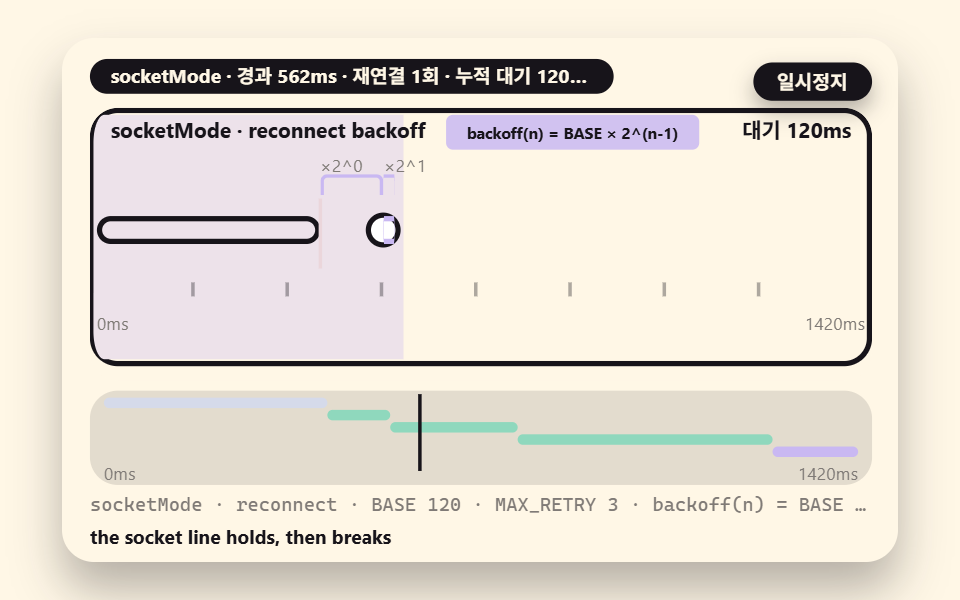 socketMode · 경과 562ms · 재연결 1회 · 누적 대기 120…
일시정지
socketMode · reconnect backoff
backoff(n) = BASE × 2^(n-1)
대기 120ms
×2^0
×2^1
0ms
1420ms
0ms
1420ms
socketMode · reconnect · BASE 120 · MAX_RETRY 3 · backoff(n) = BASE …
the socket line holds, then breaks